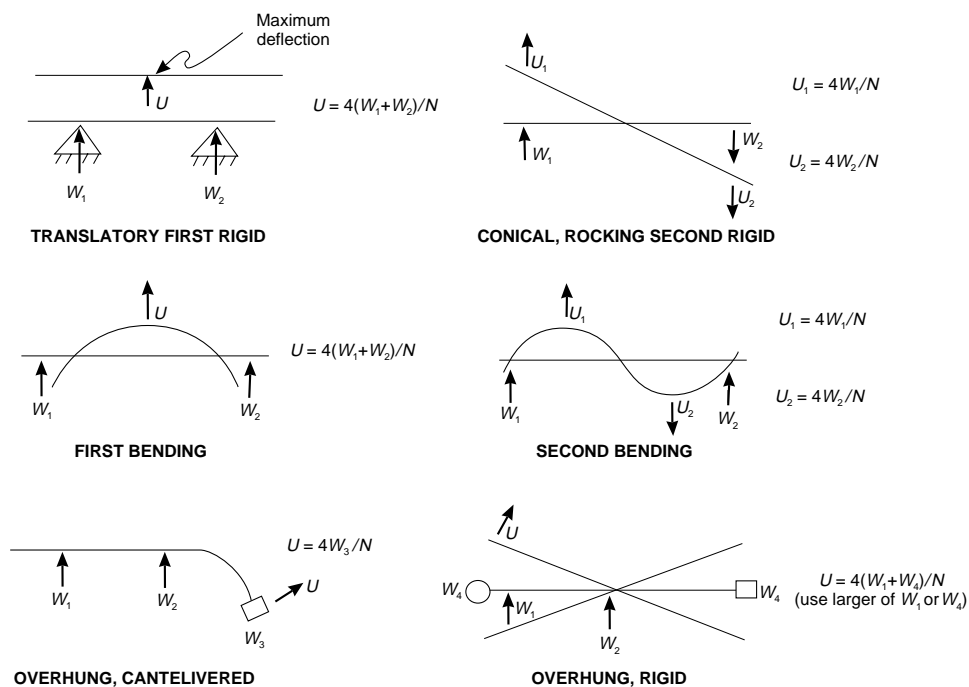 Maximum
deflection
U
U = 4(W₁+W₂)/N
W₁
W₂
TRANSLATORY FIRST RIGID
U₁
U₁ = 4W₁/N
W₁
W₂
U₂ = 4W₂/N
U₂
CONICAL, ROCKING SECOND RIGID
U
U = 4(W₁+W₂)/N
W₁
W₂
FIRST BENDING
U₁
U₁ = 4W₁/N
W₁
U₂
W₂
U₂ = 4W₂/N
SECOND BENDING
U = 4W₃/N
W₁
W₂
U
W₃
OVERHUNG, CANTELIVERED
U
W₄
W₁
W₂
W₄
U = 4(W₁+W₄)/N
(use larger of W₁ or W₄)
OVERHUNG, RIGID